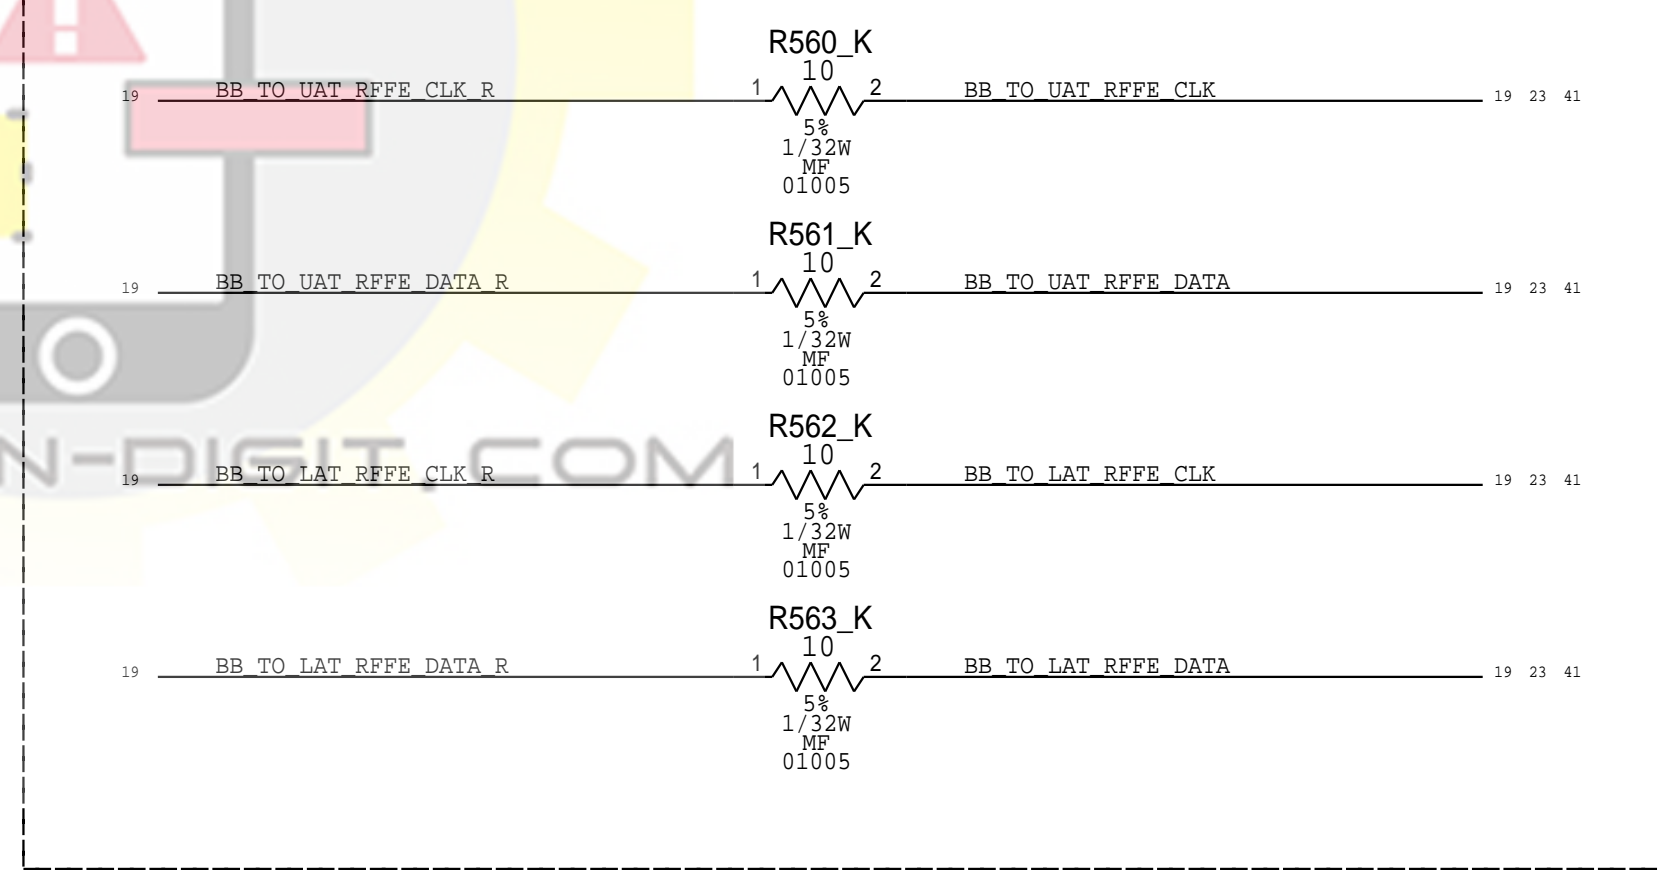 R560_K
10
19 BB_TO_UAT_RFFE_CLK_R 1 2 BB_TO_UAT_RFFE_CLK 19 23 41
5%
1/32W
MF
01005
R561_K
10
19 BB_TO_UAT_RFFE_DATA_R 1 2 BB_TO_UAT_RFFE_DATA 19 23 41
5%
1/32W
MF
01005
R562_K
10
N-DIGIT.COM
19 BB_TO_LAT_RFFE_CLK_R 1 2 BB_TO_LAT_RFFE_CLK 19 23 41
5%
1/32W
MF
01005
R563_K
10
19 BB_TO_LAT_RFFE_DATA_R 1 2 BB_TO_LAT_RFFE_DATA 19 23 41
5%
1/32W
MF
01005